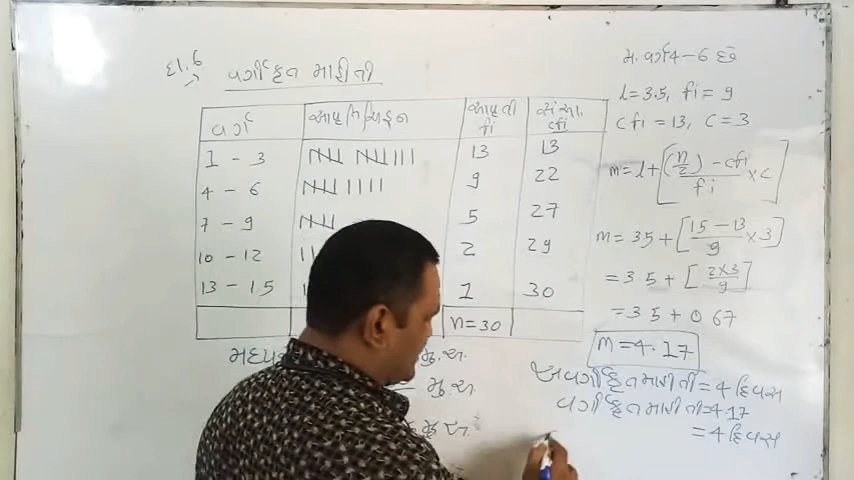 દા.6
વર્ગીકૃત માહીતી
વર્ગ આવૃત્તિચિહ્ન આવૃતી fi સંચયી cfi
1 - 3 13 13
4 - 6 9 22
7 - 9 5 27
10 - 12 2 29
13 - 15 1 30
n=30
મ. વર્ગ 4-6 છે
l=3.5, fi = 9
cfi = 13, c = 3
m = l + [ (n/2) - cfi / fi × c ]
m = 3.5 + [ 15 - 13 / 9 × 3 ]
= 3.5 + [ 2×3 / 9 ]
= 3.5 + 0.67
m = 4.17
અવર્ગીકૃત માહીતી = 4 દિવસ
વર્ગીકૃત માહીતી = 4.17
= 4 દિવસ